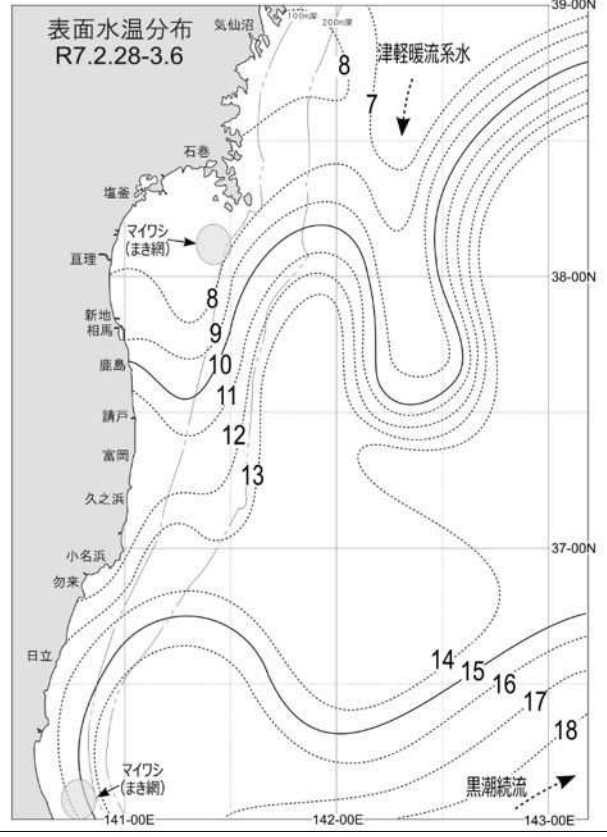 表面水温分布
R7.2.28-3.6
気仙沼
100m深
200m深
39-00N
8
津軽暖流系水
7
石巻
塩釜
マイワシ
(まき網)
亘理
38-00N
8
新地
9
相馬
10
鹿島
11
請戸
12
富岡
13
久之浜
37-00N
小名浜
勿来
日立
14
15
16
17
18
マイワシ
(まき網)
黒潮続流
141-00E
142-00E
143-00E